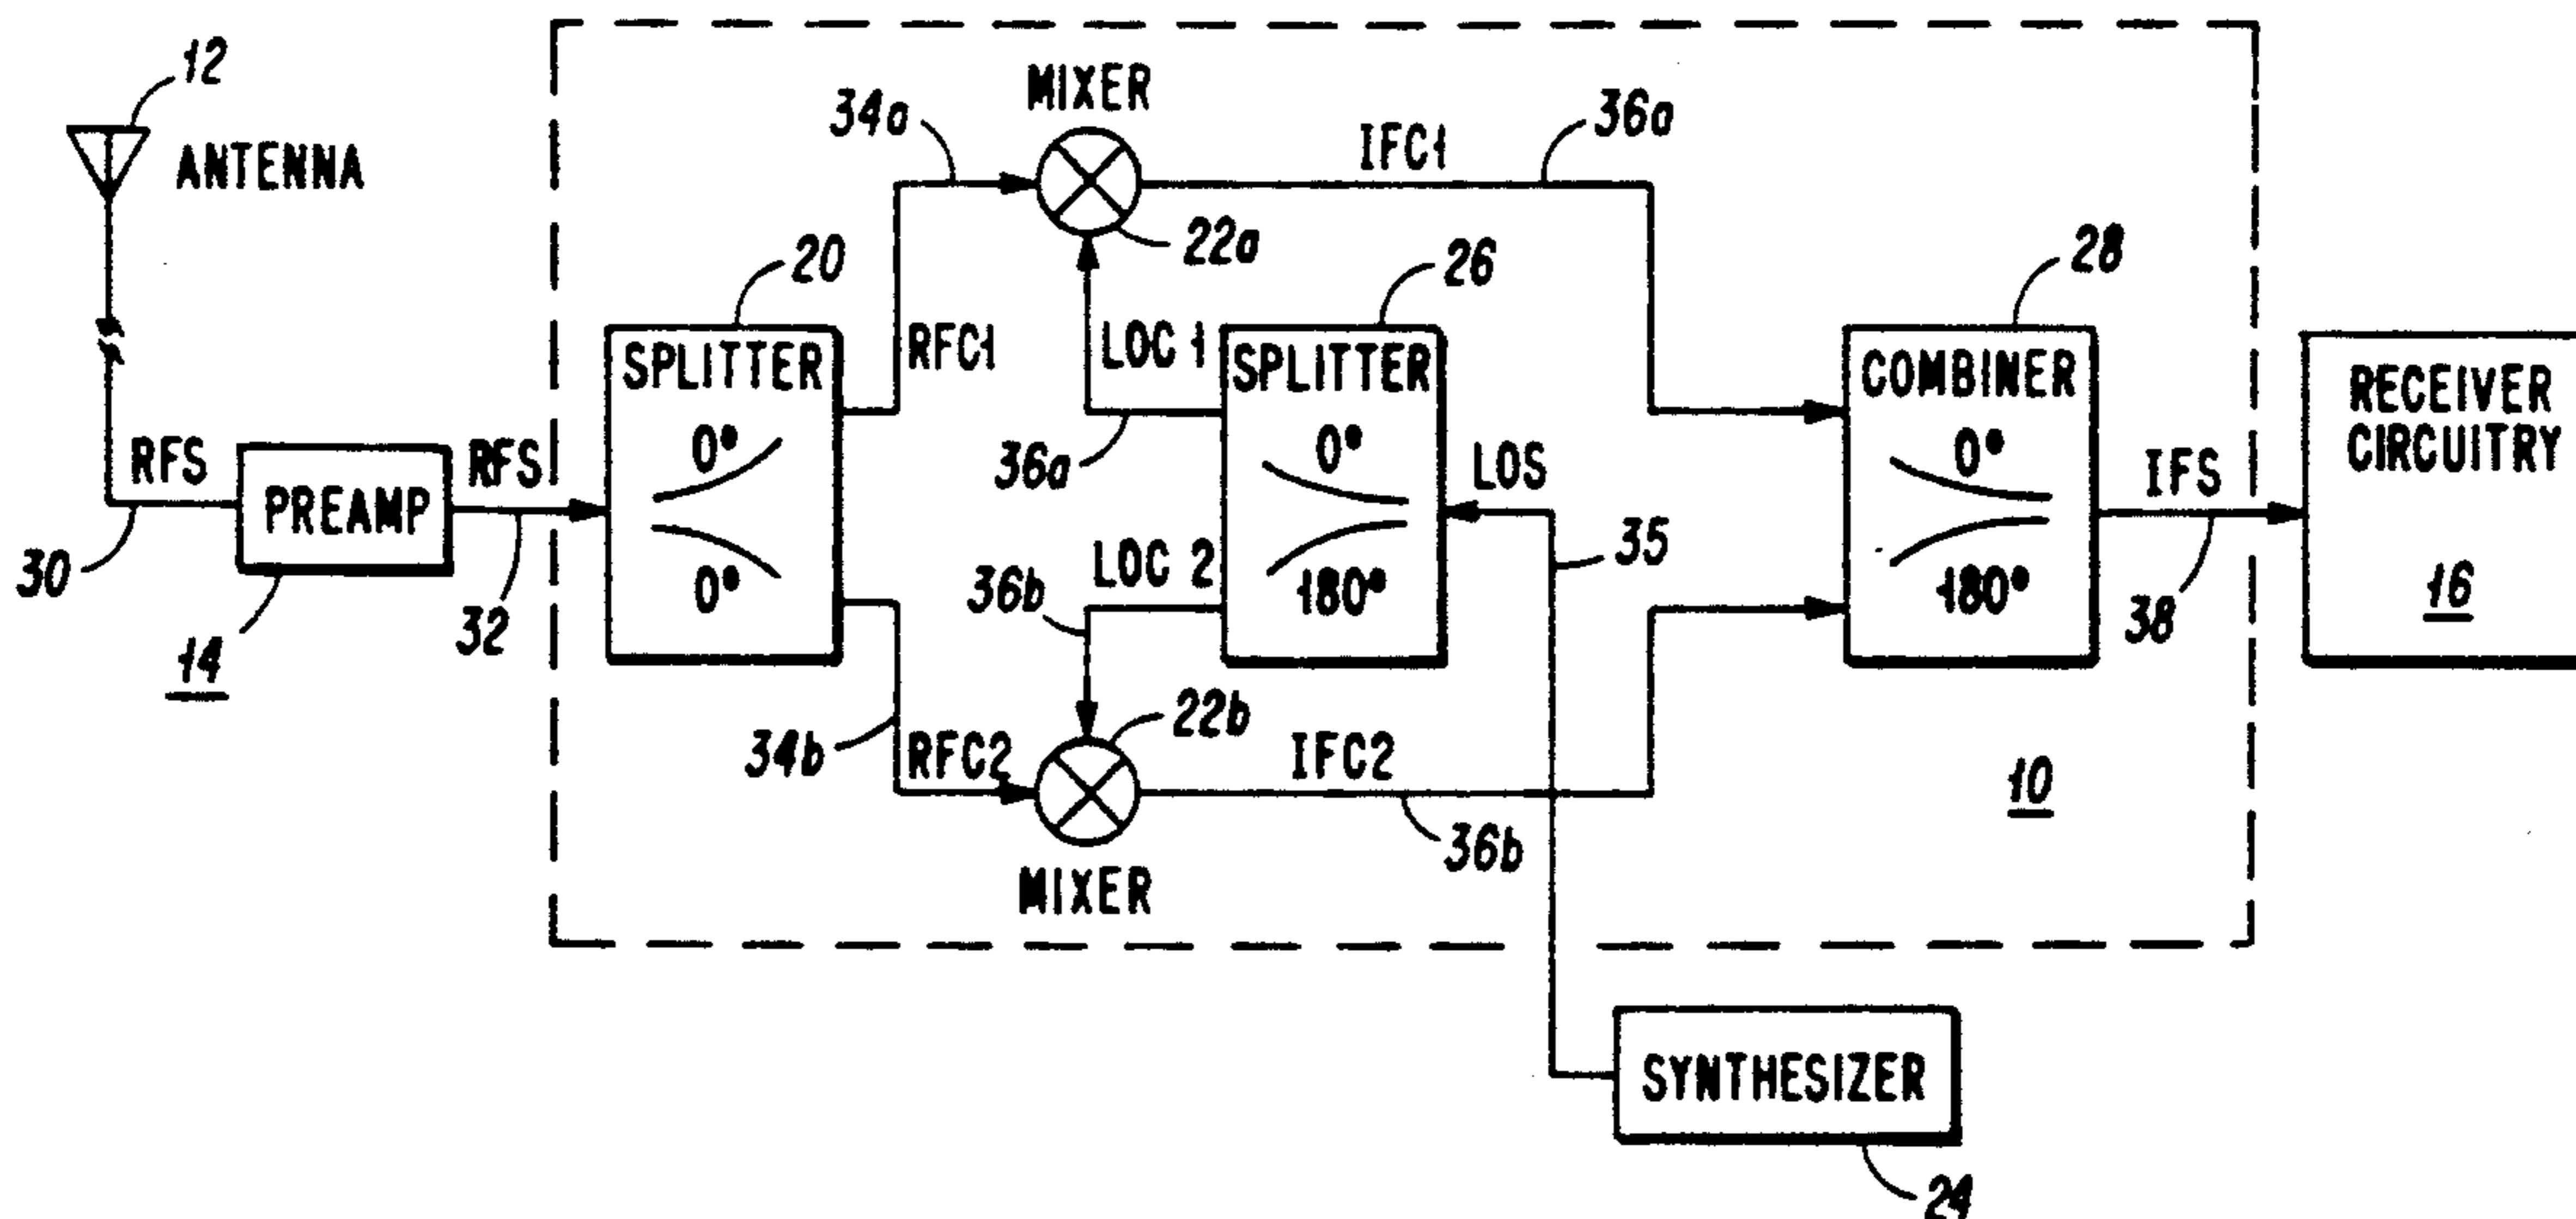 12
ANTENNA
RFS
30
PREAMP
14
RFS
32
20
SPLITTER
0°
0°
34a
RFC1
34b
RFC2
MIXER
22a
LOC 1
36a
LOC 2
36b
22b
MIXER
26
SPLITTER
0°
180°
LOS
35
IFC1
36a
IFC2
36b
28
COMBINER
0°
180°
IFS
38
10
RECEIVER
CIRCUITRY
16
SYNTHESIZER
24